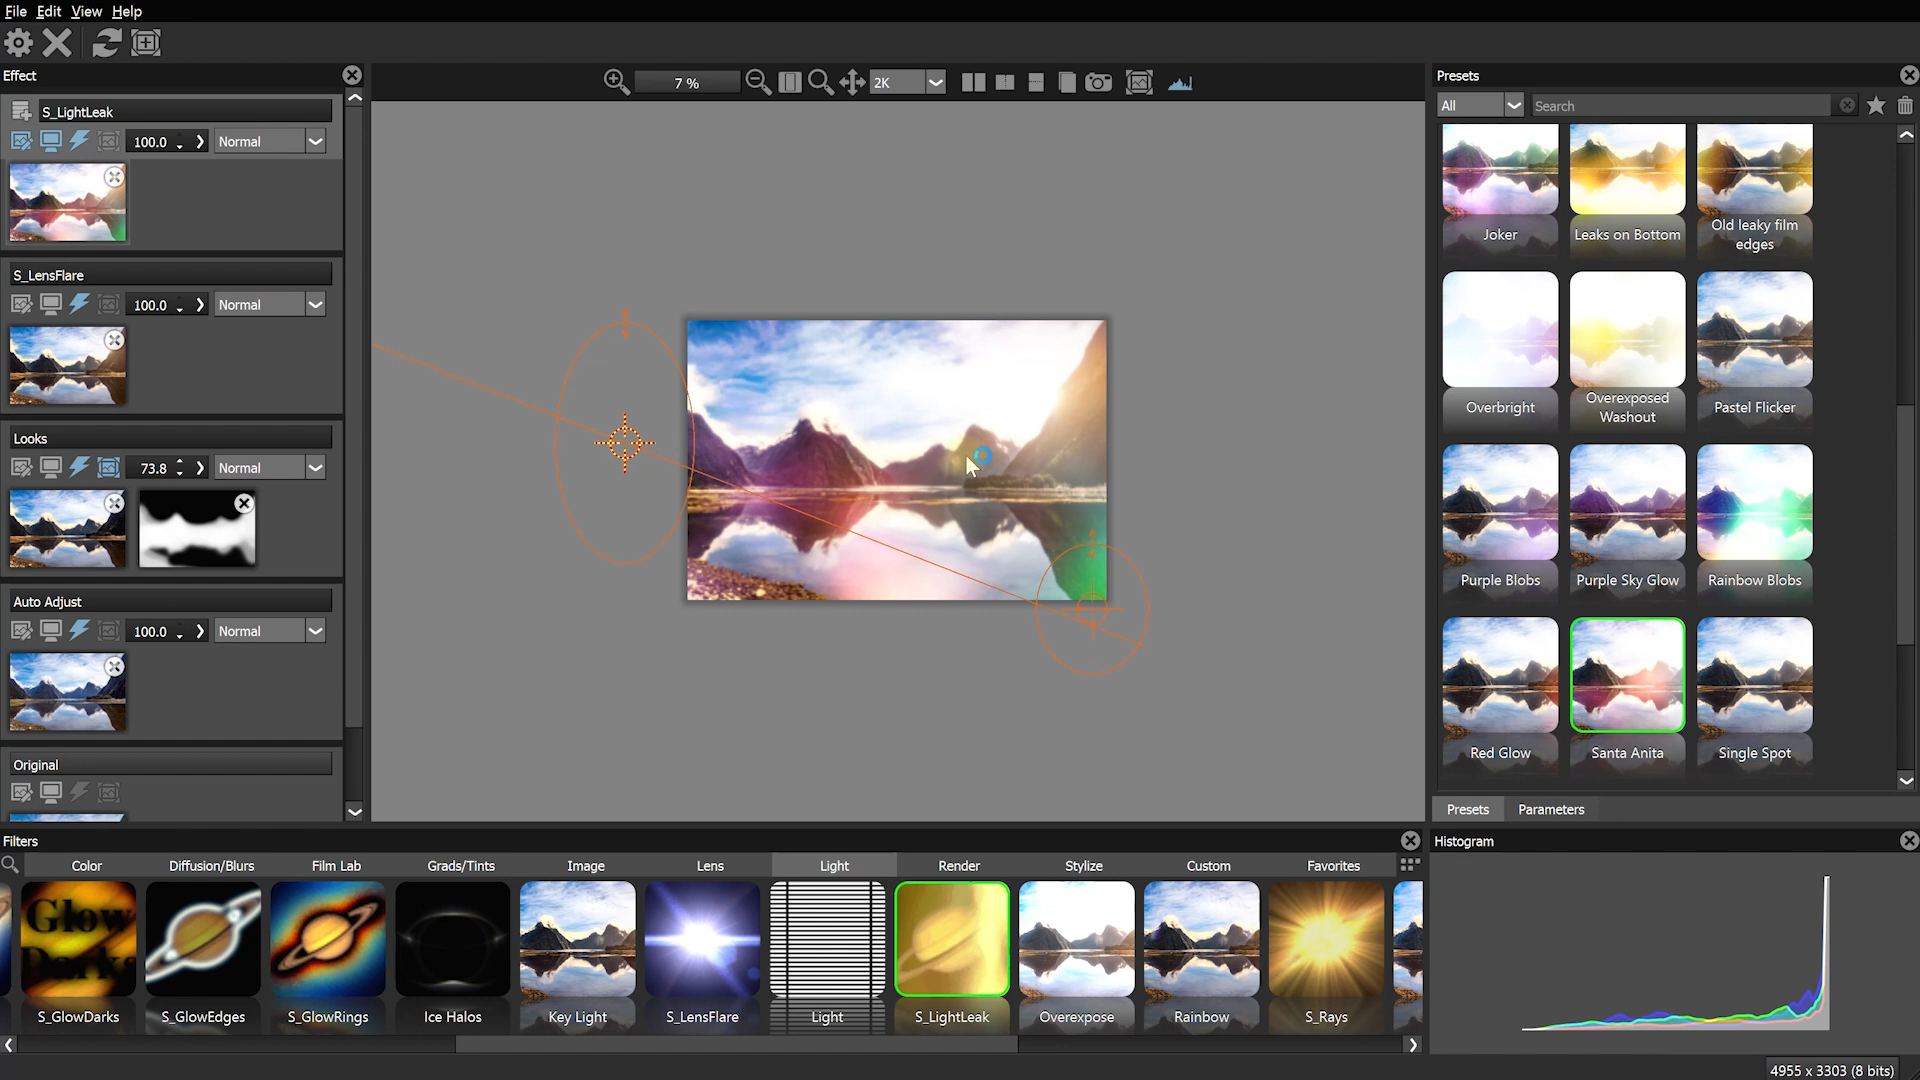 File Edit View Help
Effect
S_LightLeak
100.0 Normal
S_LensFlare
100.0 Normal
Looks
73.8 Normal
Auto Adjust
100.0 Normal
Original
7 %
2K
Presets
All
Search
Joker
Leaks on Bottom
Old leaky film
edges
Overbright
Overexposed
Washout
Pastel Flicker
Purple Blobs
Purple Sky Glow
Rainbow Blobs
Red Glow
Santa Anita
Single Spot
Presets
Parameters
Filters
Color
Diffusion/Blurs
Film Lab
Grads/Tints
Image
Lens
Light
Render
Stylize
Custom
Favorites
Glow
Darks
S_GlowDarks
S_GlowEdges
S_GlowRings
Ice Halos
Key Light
S_LensFlare
Light
S_LightLeak
Overexpose
Rainbow
S_Rays
Histogram
4955 x 3303 (8 bits)